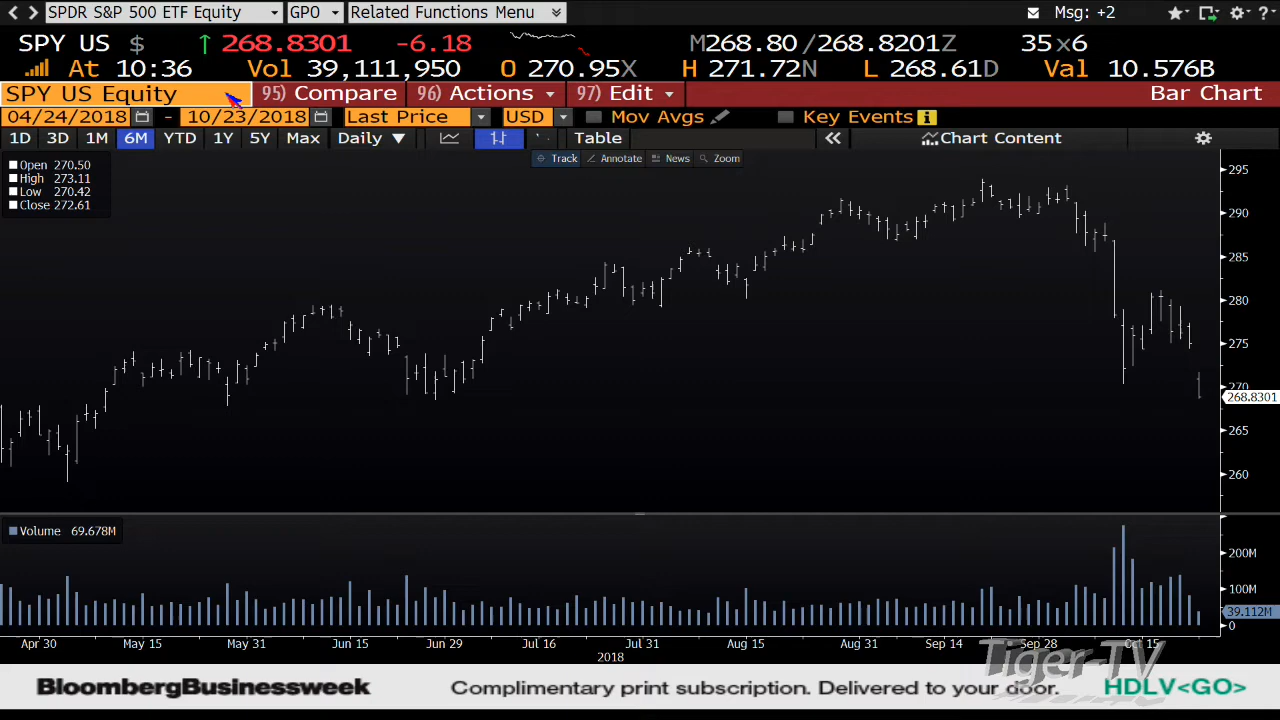 SPDR S&P 500 ETF Equity GPO Related Functions Menu Msg: +2
SPY US $ ↑ 268.8301 -6.18 M268.80 /268.8201Z 35x6
At 10:36 Vol 39,111,950 O 270.95X H 271.72N L 268.61D Val 10.576B
SPY US Equity 95) Compare 96) Actions 97) Edit Bar Chart
04/24/2018 - 10/23/2018 Last Price USD Mov Avgs Key Events
1D 3D 1M 6M YTD 1Y 5Y Max Daily ▼ Table « Chart Content
Track Annotate News Zoom
Open 270.50
High 273.11
Low 270.42
Close 272.61
295
290
285
280
275
270
268.8301
265
260
Volume 69.678M
200M
100M
39.112M
0
Apr 30 May 15 May 31 Jun 15 Jun 29 Jul 16 Jul 31 Aug 15 Aug 31 Sep 14 Sep 28 Oct 15
2018
Tiger-TV
BloombergBusinessweek Complimentary print subscription. Delivered to your door. HDLV<GO>